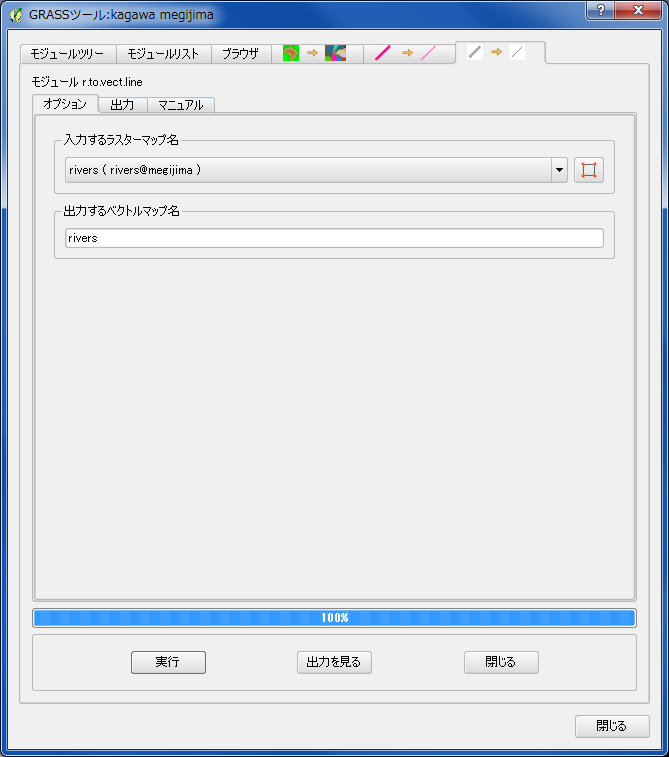 GRASSツール:kagawa megijima
モジュールツリー モジュールリスト ブラウザ
モジュール r.to.vect.line
オプション 出力 マニュアル
入力するラスターマップ名
rivers ( rivers@megijima )
出力するベクトルマップ名
rivers
100%
実行 出力を見る 閉じる
閉じる